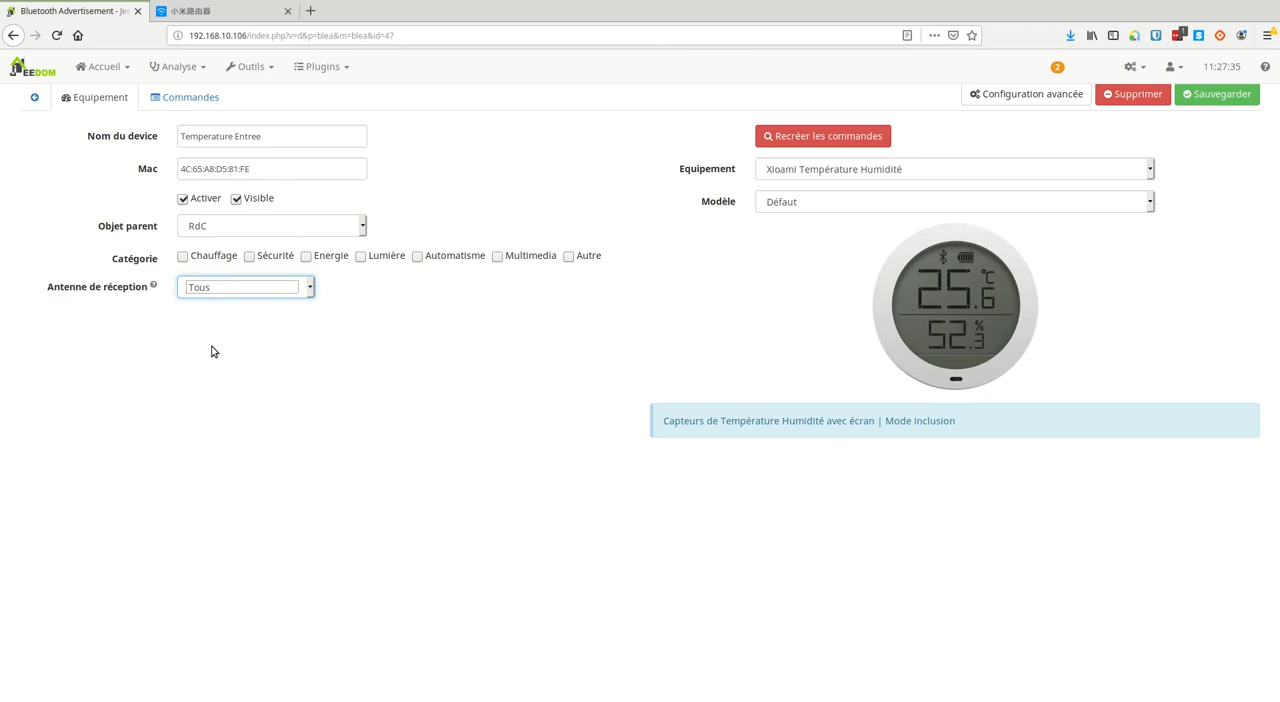 Bluetooth Advertisement - Jee
小米路由器
192.168.10.106/index.php?v=d&p=blea&m=blea&id=47
1
JEEDOM
Accueil
Analyse
Outils
Plugins
2
11:27:35
Equipement
Commandes
Configuration avancée
Supprimer
Sauvegarder
Nom du device
Temperature Entree
Recréer les commandes
Mac
4C:65:A8:D5:81:FE
Equipement
Xioami Température Humidité
Activer
Visible
Modèle
Défaut
Objet parent
RdC
Catégorie
Chauffage
Sécurité
Energie
Lumière
Automatisme
Multimedia
Autre
Antenne de réception
Tous
25.6 °C
52.3 %
Capteurs de Température Humidité avec écran | Mode Inclusion